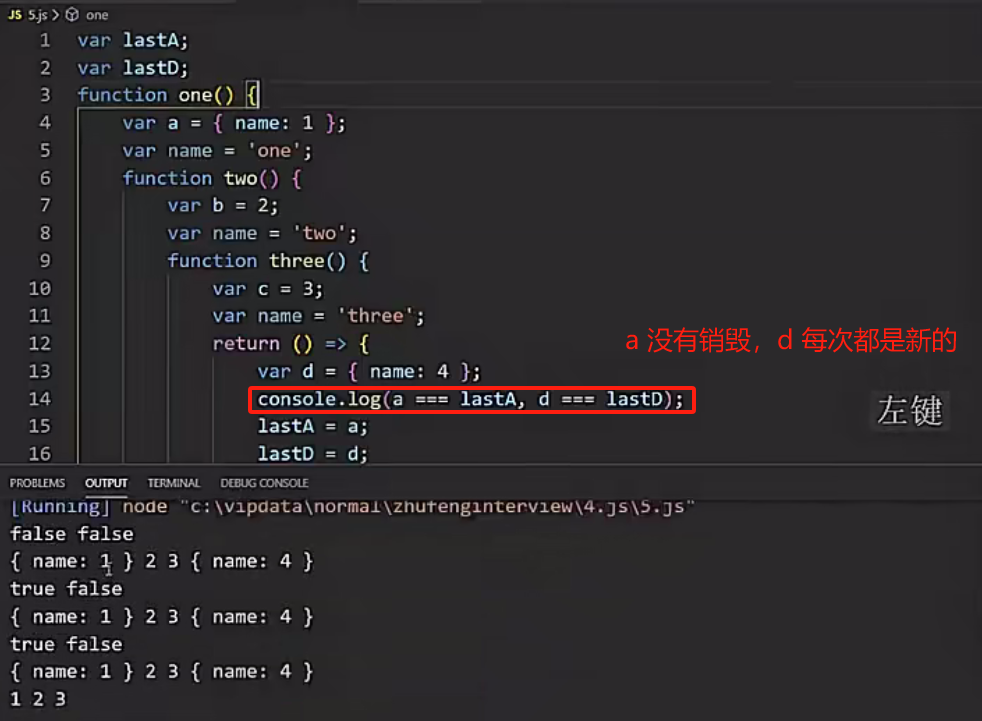 JS 5.js > one
1 var lastA;
2 var lastD;
3 function one() {
4 var a = { name: 1 };
5 var name = 'one';
6 function two() {
7 var b = 2;
8 var name = 'two';
9 function three() {
10 var c = 3;
11 var name = 'three';
12 return () => {
a 没有销毁，d 每次都是新的
13 var d = { name: 4 };
14 console.log(a === lastA, d === lastD);
左键
15 lastA = a;
16 lastD = d;
PROBLEMS OUTPUT TERMINAL DEBUG CONSOLE
[Running] node "c:\vipdata\normal\zhufenginterview\4.js\5.js"
false false
{ name: 1 } 2 3 { name: 4 }
true false
{ name: 1 } 2 3 { name: 4 }
true false
{ name: 1 } 2 3 { name: 4 }
1 2 3